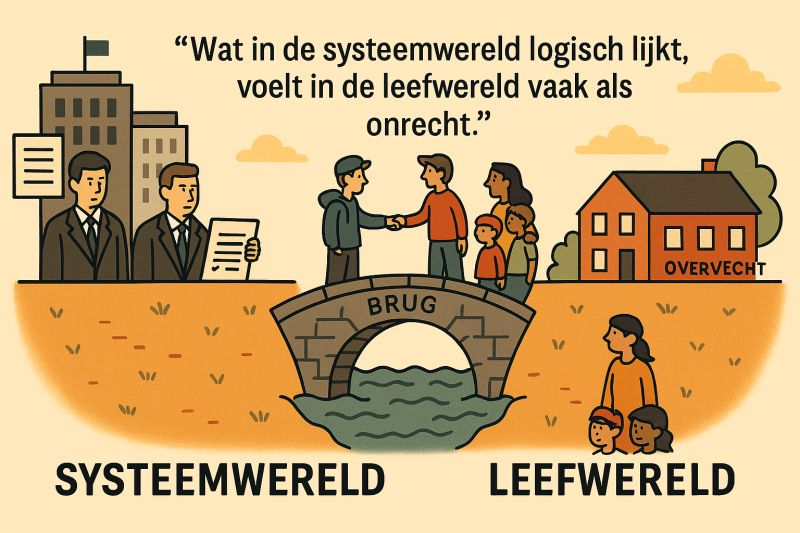 “Wat in de systeemwereld logisch lijkt,
voelt in de leefwereld vaak als
onrecht.”
OVERVECHT
BRUG
SYSTEEMWERELD
LEEFWERELD